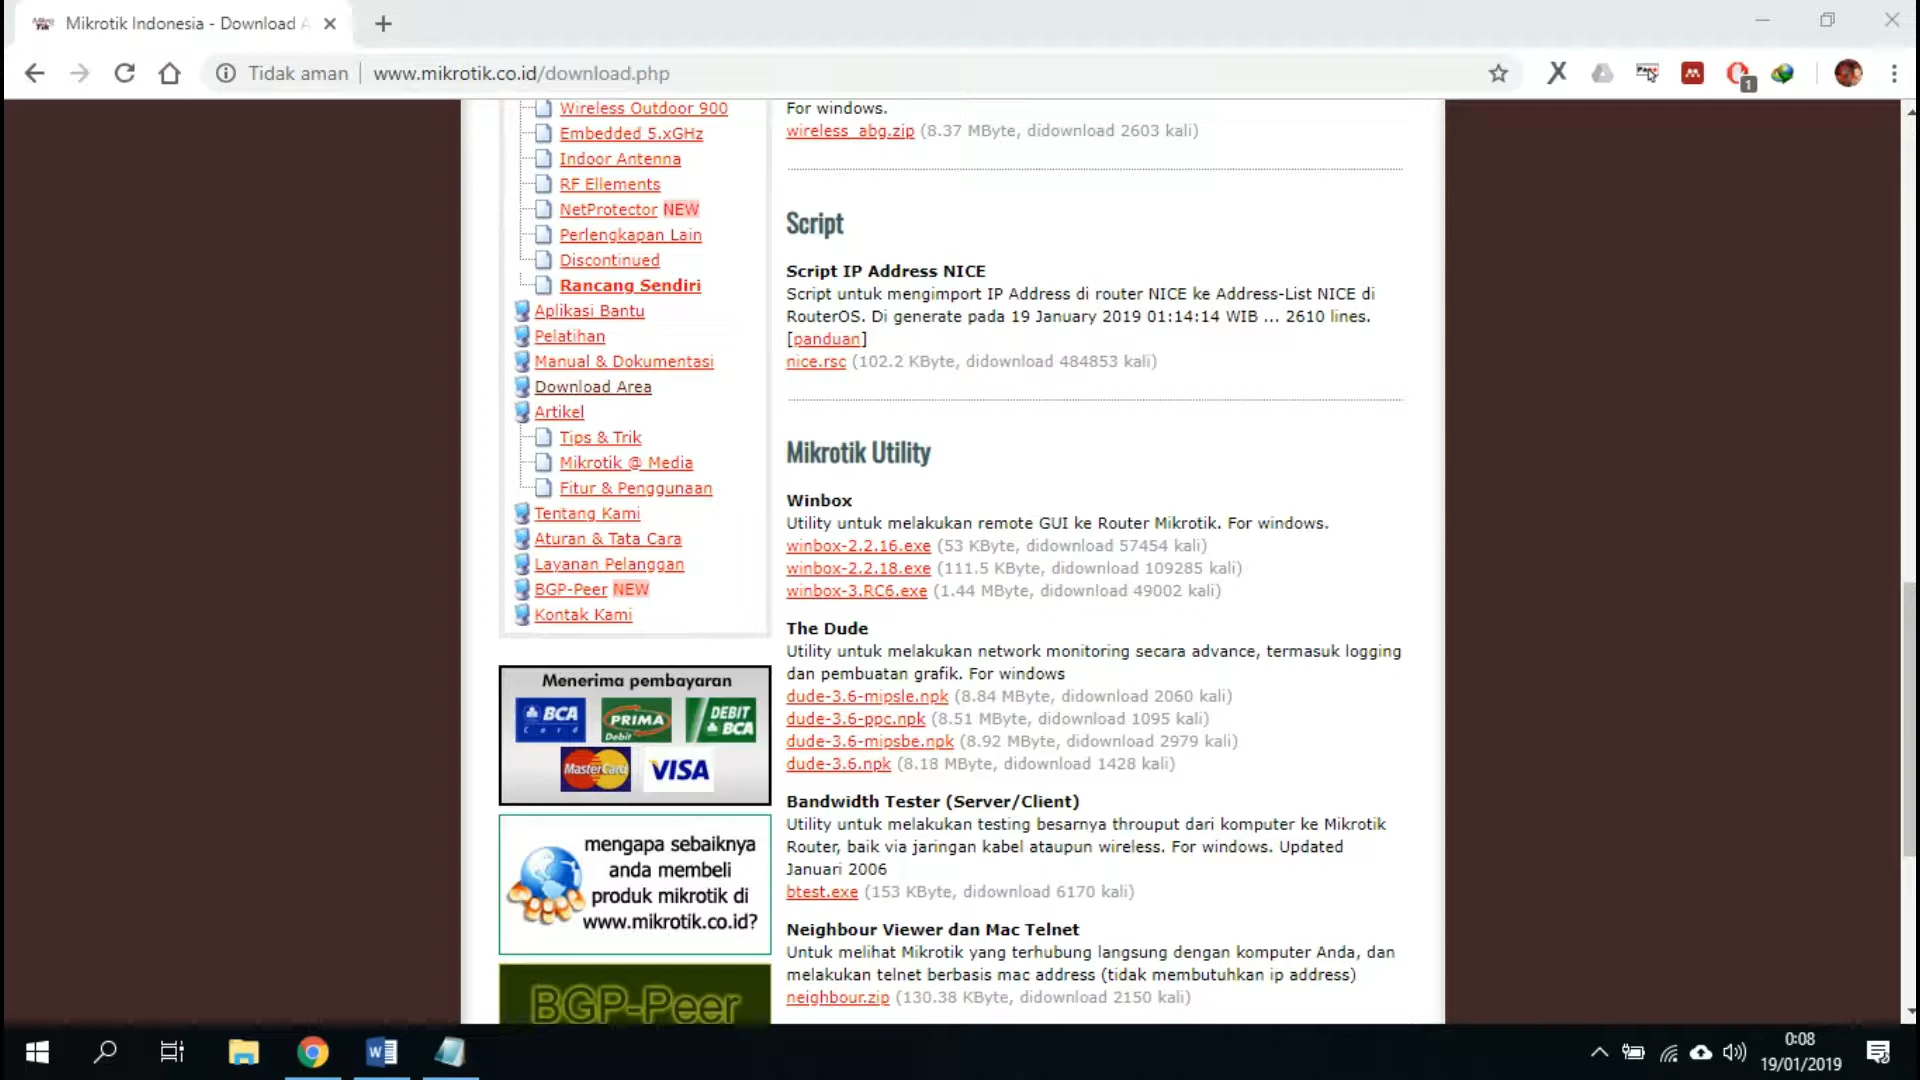 Mikrotik Indonesia - Download A
Tidak aman
www.mikrotik.co.id/download.php
1
Wireless Outdoor 900
Embedded 5.xGHz
Indoor Antenna
RF Ellements
NetProtector NEW
Perlengkapan Lain
Discontinued
Rancang Sendiri
Aplikasi Bantu
Pelatihan
Manual & Dokumentasi
Download Area
Artikel
Tips & Trik
Mikrotik @ Media
Fitur & Penggunaan
Tentang Kami
Aturan & Tata Cara
Layanan Pelanggan
BGP-Peer NEW
Kontak Kami
Menerima pembayaran
BCA
Card
PRIMA
Debit
DEBIT
BCA
MasterCard
VISA
mengapa sebaiknya
anda membeli
produk mikrotik di
www.mikrotik.co.id?
BGP-Peer
For windows.
wireless_abg.zip (8.37 MByte, didownload 2603 kali)
Script
Script IP Address NICE
Script untuk mengimport IP Address di router NICE ke Address-List NICE di
RouterOS. Di generate pada 19 January 2019 01:14:14 WIB ... 2610 lines.
[panduan]
nice.rsc (102.2 KByte, didownload 484853 kali)
Mikrotik Utility
Winbox
Utility untuk melakukan remote GUI ke Router Mikrotik. For windows.
winbox-2.2.16.exe (53 KByte, didownload 57454 kali)
winbox-2.2.18.exe (111.5 KByte, didownload 109285 kali)
winbox-3.RC6.exe (1.44 MByte, didownload 49002 kali)
The Dude
Utility untuk melakukan network monitoring secara advance, termasuk logging
dan pembuatan grafik. For windows
dude-3.6-mipsle.npk (8.84 MByte, didownload 2060 kali)
dude-3.6-ppc.npk (8.51 MByte, didownload 1095 kali)
dude-3.6-mipsbe.npk (8.92 MByte, didownload 2979 kali)
dude-3.6.npk (8.18 MByte, didownload 1428 kali)
Bandwidth Tester (Server/Client)
Utility untuk melakukan testing besarnya throuput dari komputer ke Mikrotik
Router, baik via jaringan kabel ataupun wireless. For windows. Updated
Januari 2006
btest.exe (153 KByte, didownload 6170 kali)
Neighbour Viewer dan Mac Telnet
Untuk melihat Mikrotik yang terhubung langsung dengan komputer Anda, dan
melakukan telnet berbasis mac address (tidak membutuhkan ip address)
neighbour.zip (130.38 KByte, didownload 2150 kali)
0:08
19/01/2019